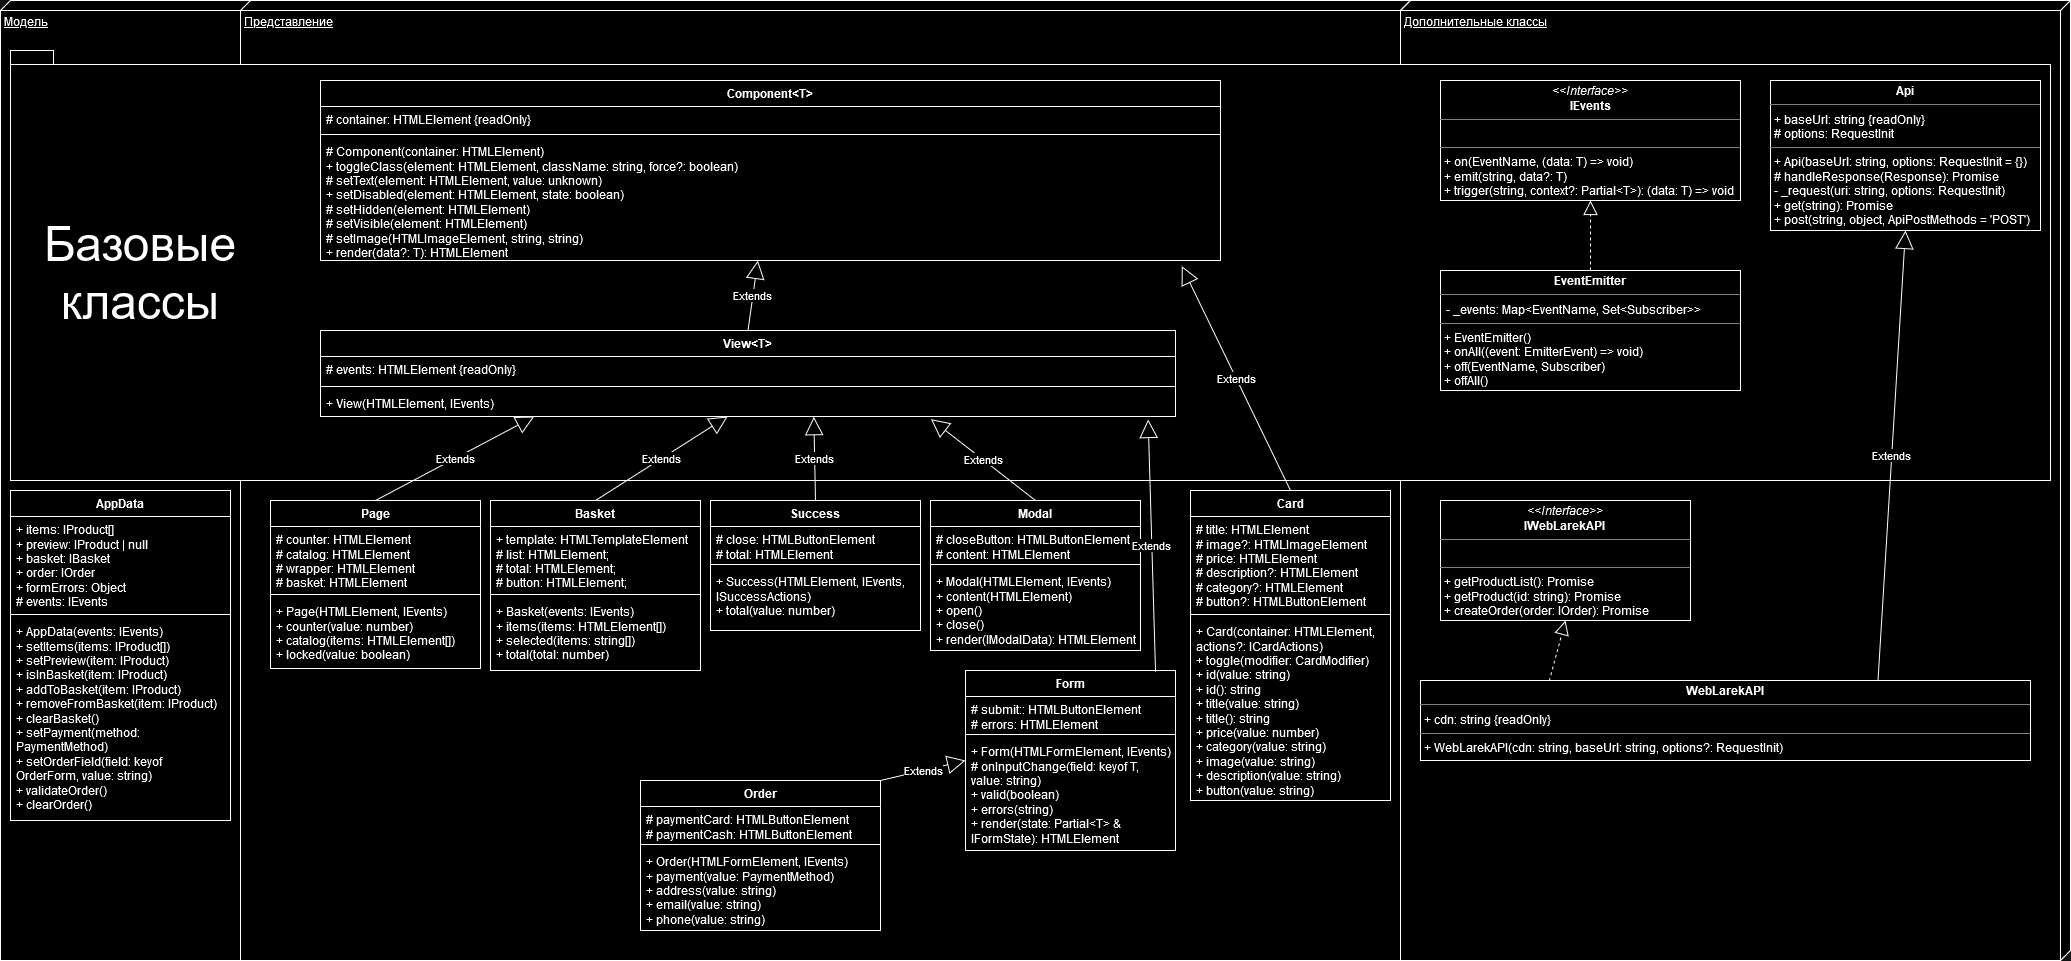 Модель
Представление
Дополнительные классы
Базовые
классы
Component<T>
# container: HTMLElement {readOnly}
# Component(container: HTMLElement)
+ toggleClass(element: HTMLElement, className: string, force?: boolean)
# setText(element: HTMLElement, value: unknown)
+ setDisabled(element: HTMLElement, state: boolean)
# setHidden(element: HTMLElement)
# setVisible(element: HTMLElement)
# setImage(HTMLImageElement, string, string)
+ render(data?: T): HTMLElement
Extends
View<T>
# events: HTMLElement {readOnly}
+ View(HTMLElement, IEvents)
Extends
Extends
Extends
Extends
Extends
Extends
<<Interface>>
IEvents
+ on(EventName, (data: T) => void)
+ emit(string, data?: T)
+ trigger(string, context?: Partial<T>): (data: T) => void
EventEmitter
- _events: Map<EventName, Set<Subscriber>>
+ EventEmitter()
+ onAll((event: EmitterEvent) => void)
+ off(EventName, Subscriber)
+ offAll()
Api
+ baseUrl: string {readOnly}
# options: RequestInit
+ Api(baseUrl: string, options: RequestInit = {})
# handleResponse(Response): Promise
- _request(uri: string, options: RequestInit)
+ get(string): Promise
+ post(string, object, ApiPostMethods = 'POST')
Extends
AppData
+ items: IProduct[]
+ preview: IProduct | null
+ basket: IBasket
+ order: IOrder
+ formErrors: Object
# events: IEvents
+ AppData(events: IEvents)
+ setItems(items: IProduct[])
+ setPreview(item: IProduct)
+ isInBasket(item: IProduct)
+ addToBasket(item: IProduct)
+ removeFromBasket(item: IProduct)
+ clearBasket()
+ setPayment(method:
PaymentMethod)
+ setOrderField(field: keyof
OrderForm, value: string)
+ validateOrder()
+ clearOrder()
Page
# counter: HTMLElement
# catalog: HTMLElement
# wrapper: HTMLElement
# basket: HTMLElement
+ Page(HTMLElement, IEvents)
+ counter(value: number)
+ catalog(items: HTMLElement[])
+ locked(value: boolean)
Basket
+ template: HTMLTemplateElement
# list: HTMLElement;
# total: HTMLElement;
# button: HTMLElement;
+ Basket(events: IEvents)
+ items(items: HTMLElement[])
+ selected(items: string[])
+ total(total: number)
Success
# close: HTMLButtonElement
# total: HTMLElement
+ Success(HTMLElement, IEvents,
ISuccessActions)
+ total(value: number)
Modal
# closeButton: HTMLButtonElement
# content: HTMLElement
+ Modal(HTMLElement, IEvents)
+ content(HTMLElement)
+ open()
+ close()
+ render(IModalData): HTMLElement
Card
# title: HTMLElement
# image?: HTMLImageElement
# price: HTMLElement
# description?: HTMLElement
# category?: HTMLElement
# button?: HTMLButtonElement
+ Card(container: HTMLElement,
actions?: ICardActions)
+ toggle(modifier: CardModifier)
+ id(value: string)
+ id(): string
+ title(value: string)
+ title(): string
+ price(value: number)
+ category(value: string)
+ image(value: string)
+ description(value: string)
+ button(value: string)
Form
# submit:: HTMLButtonElement
# errors: HTMLElement
+ Form(HTMLFormElement, IEvents)
# onInputChange(field: keyof T,
value: string)
+ valid(boolean)
+ errors(string)
+ render(state: Partial<T> &
IFormState): HTMLElement
Extends
Order
# paymentCard: HTMLButtonElement
# paymentCash: HTMLButtonElement
+ Order(HTMLFormElement, IEvents)
+ payment(value: PaymentMethod)
+ address(value: string)
+ email(value: string)
+ phone(value: string)
<<Interface>>
IWebLarekAPI
+ getProductList(): Promise
+ getProduct(id: string): Promise
+ createOrder(order: IOrder): Promise
WebLarekAPI
+ cdn: string {readOnly}
+ WebLarekAPI(cdn: string, baseUrl: string, options?: RequestInit)